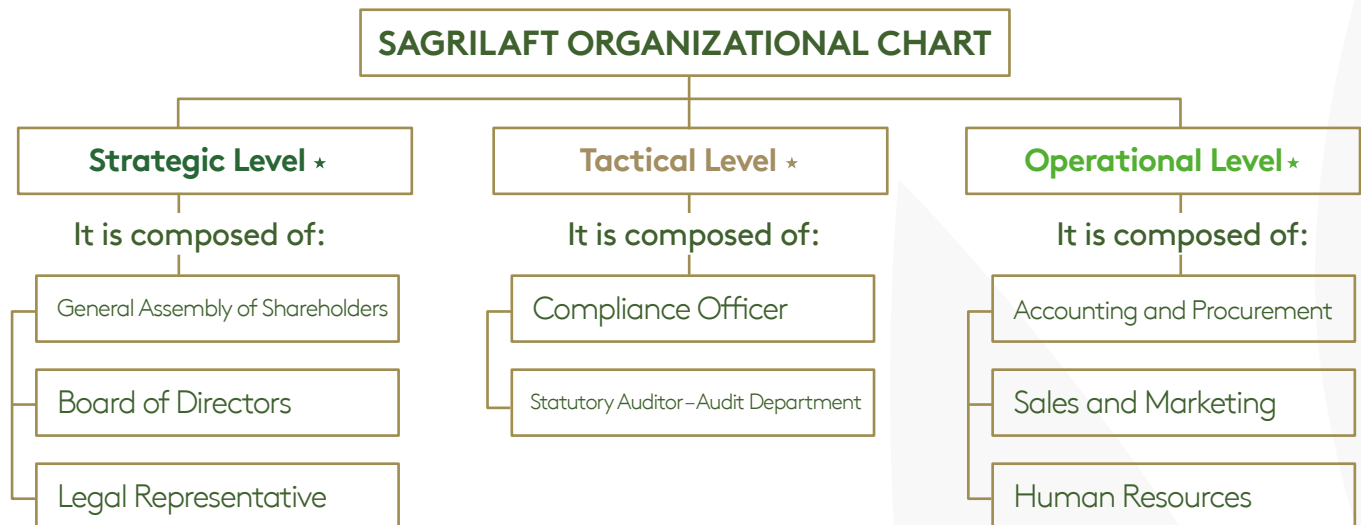 SAGRILAFT ORGANIZATIONAL CHART
Strategic Level ★
It is composed of:
General Assembly of Shareholders
Board of Directors
Legal Representative
Tactical Level ★
It is composed of:
Compliance Officer
Statutory Auditor – Audit Department
Operational Level ★
It is composed of:
Accounting and Procurement
Sales and Marketing
Human Resources